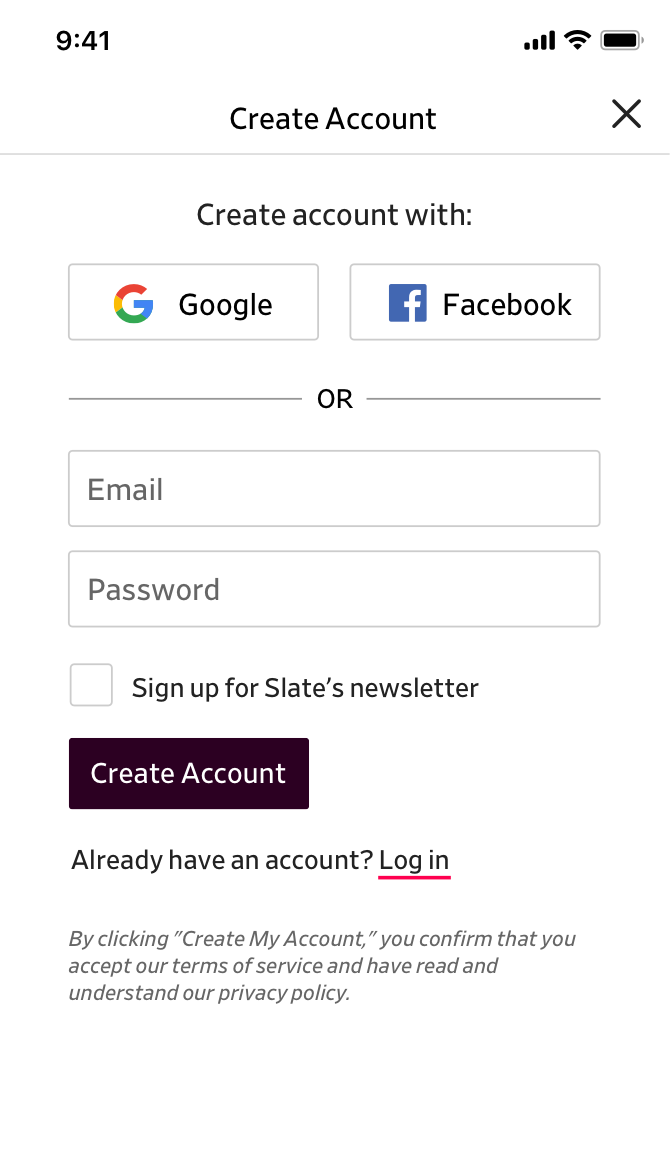 9:41
Create Account
Create account with:
Google
Facebook
OR
Email
Password
Sign up for Slate’s newsletter
Create Account
Already have an account? Log in
By clicking "Create My Account," you confirm that you
accept our terms of service and have read and
understand our privacy policy.